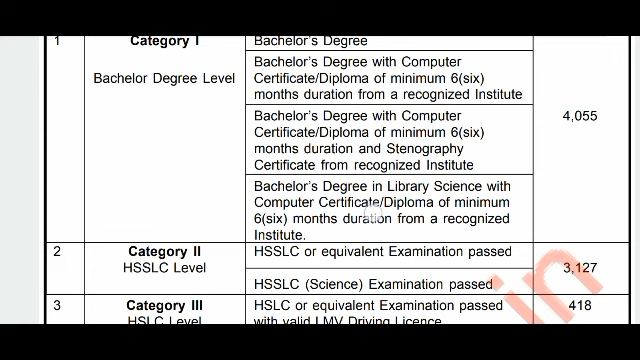 1
Category I
Bachelor Degree Level
Bachelor's Degree
Bachelor's Degree with Computer
Certificate/Diploma of minimum 6(six)
months duration from a recognized Institute
Bachelor's Degree with Computer
Certificate/Diploma of minimum 6(six)
months duration and Stenography
Certificate from recognized Institute
Bachelor's Degree in Library Science with
Computer Certificate/Diploma of minimum
6(six) months duration from a recognized
Institute.
4,055
2
Category II
HSSLC Level
HSSLC or equivalent Examination passed
HSSLC (Science) Examination passed
3,127
3
Category III
HSLC Level
HSLC or equivalent Examination passed
with valid LMV Driving Licence
418
in